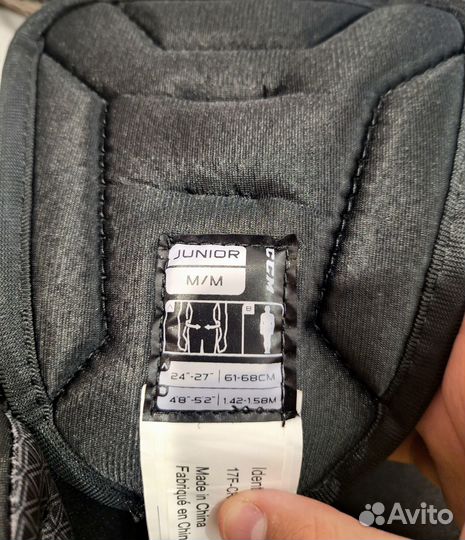 JUNIOR
M/M
CCM
A
B
24"-27" | 61-68CM
4'8"-5'2" | 1.42-1.58M
Made in China
Fabriqué en Chin
Avito